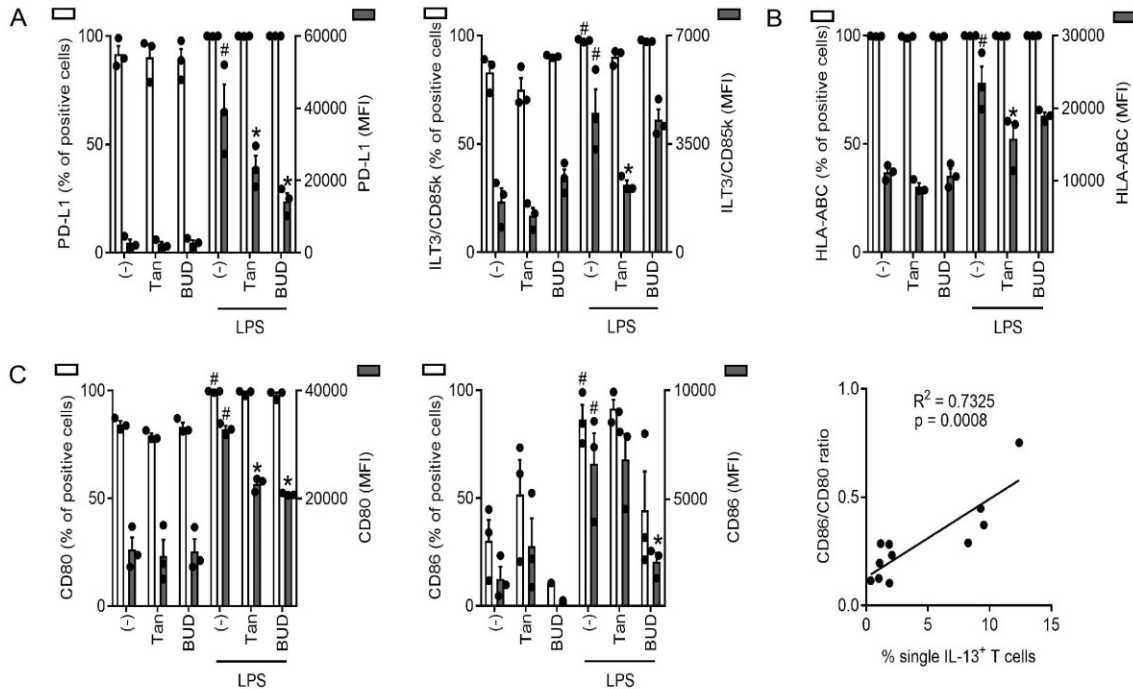 A
B
100
50
0
PD-L1 (% of positive cells)
#
*
*
60000
40000
20000
0
PD-L1 (MFI)
(-)
Tan
BUD
(-)
Tan
BUD
LPS
100
50
0
ILT3/CD85k (% of positive cells)
#
#
*
7000
3500
0
ILT3/CD85k (MFI)
(-)
Tan
BUD
(-)
Tan
BUD
LPS
100
50
0
HLA-ABC (% of positive cells)
#
*
30000
20000
10000
HLA-ABC (MFI)
(-)
Tan
BUD
(-)
Tan
BUD
LPS
C
100
50
0
CD80 (% of positive cells)
#
#
*
*
40000
20000
CD80 (MFI)
(-)
Tan
BUD
(-)
Tan
BUD
LPS
100
50
0
CD86 (% of positive cells)
#
#
*
10000
5000
CD86 (MFI)
(-)
Tan
BUD
(-)
Tan
BUD
LPS
1.0
0.5
0.0
CD86/CD80 ratio
R² = 0.7325
p = 0.0008
0
5
10
15
% single IL-13⁺ T cells